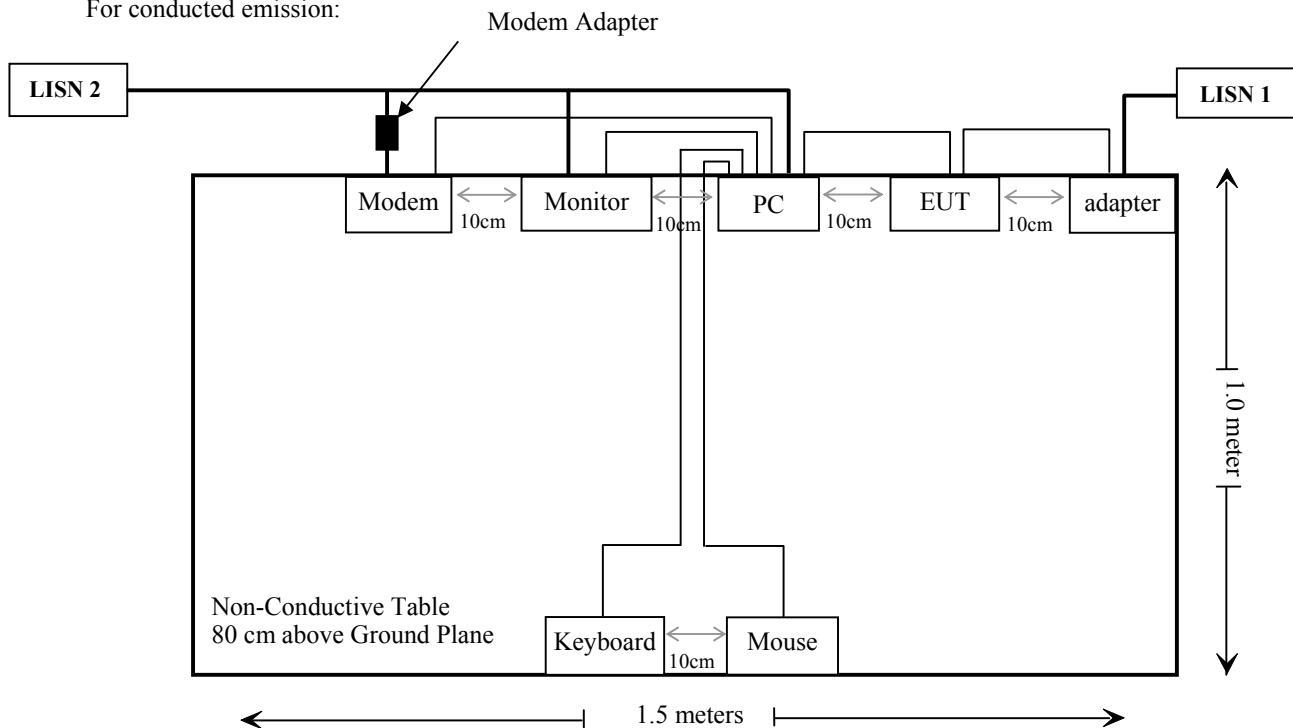 For conducted emission:
Modem Adapter
LISN 2
LISN 1
Modem
Monitor
PC
EUT
adapter
10cm
10cm
10cm
10cm
1.0 meter
Non-Conductive Table
80 cm above Ground Plane
Keyboard
Mouse
10cm
1.5 meters